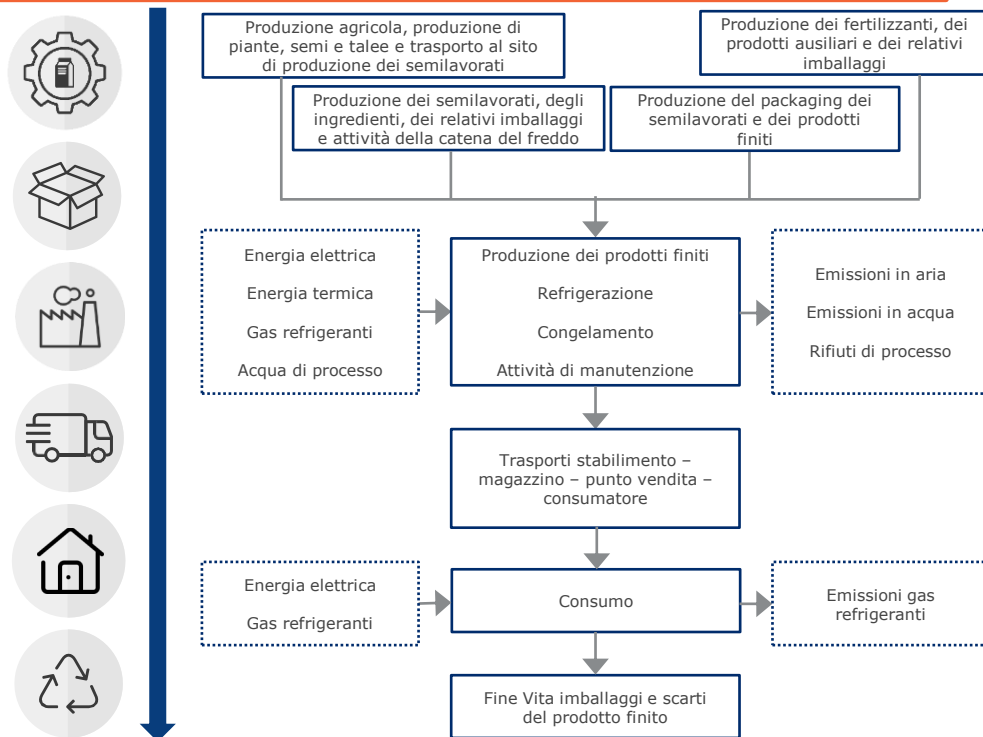 Produzione agricola, produzione di
piante, semi e talee e trasporto al sito
di produzione dei semilavorati
Produzione dei fertilizzanti, dei
prodotti ausiliari e dei relativi
imballaggi
Produzione dei semilavorati, degli
ingredienti, dei relativi imballaggi
e attività della catena del freddo
Produzione del packaging dei
semilavorati e dei prodotti
finiti
Energia elettrica
Energia termica
Gas refrigeranti
Acqua di processo
Produzione dei prodotti finiti
Refrigerazione
Congelamento
Attività di manutenzione
Emissioni in aria
Emissioni in acqua
Rifiuti di processo
Trasporti stabilimento –
magazzino – punto vendita –
consumatore
Energia elettrica
Gas refrigeranti
Consumo
Emissioni gas
refrigeranti
Fine Vita imballaggi e scarti
del prodotto finito